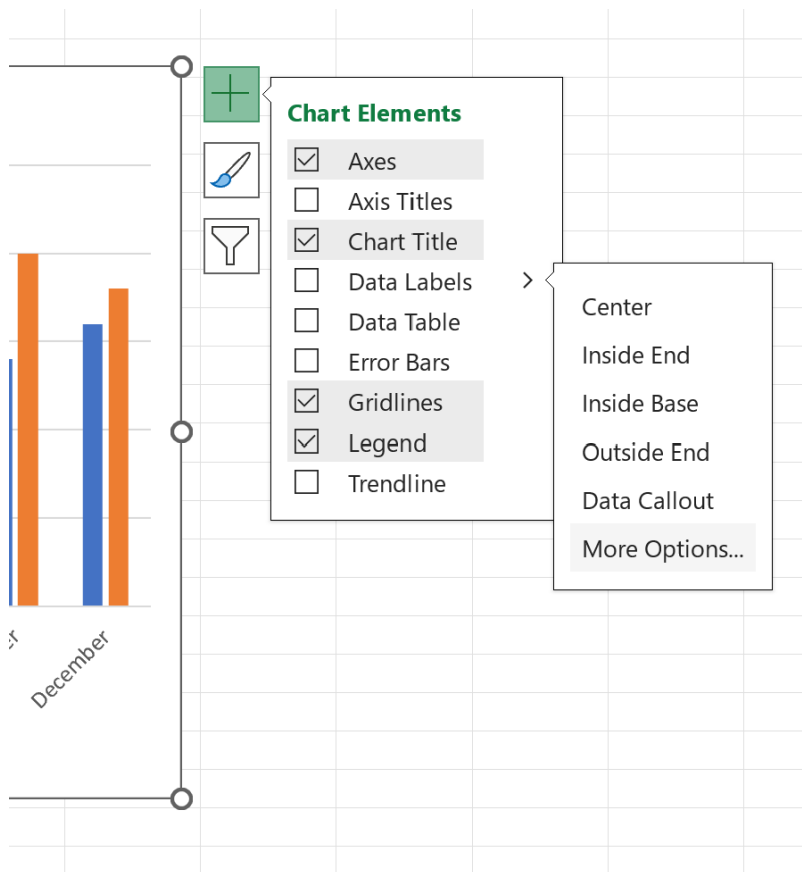 Chart Elements
Axes
Axis Titles
Chart Title
Data Labels
Data Table
Error Bars
Gridlines
Legend
Trendline
Center
Inside End
Inside Base
Outside End
Data Callout
More Options...
er
December